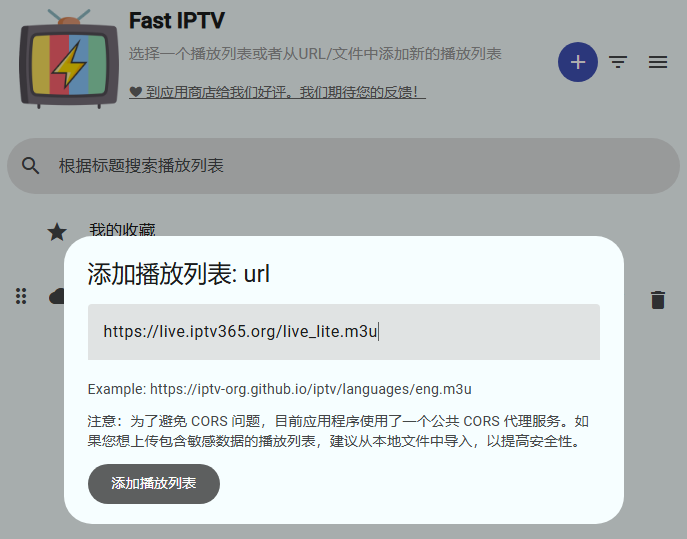 Fast IPTV
选择一个播放列表或者从URL/文件中添加新的播放列表
到应用商店给我们好评。我们期待您的反馈！
根据标题搜索播放列表
我的收藏
添加播放列表: url
https://live.iptv365.org/live_lite.m3u
Example: https://iptv-org.github.io/iptv/languages/eng.m3u
注意：为了避免 CORS 问题，目前应用程序使用了一个公共 CORS 代理服务。如
果您想上传包含敏感数据的播放列表，建议从本地文件中导入，以提高安全性。
添加播放列表